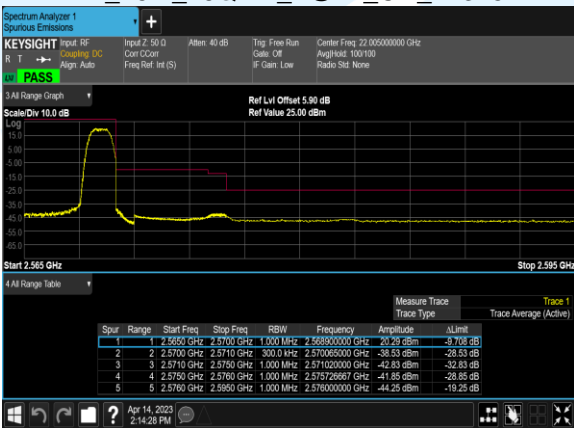 Spectrum Analyzer 1
Spurious Emissions
KEYSIGHT
R T
PASS
Input: RF
Coupling: DC
Align: Auto
Input Z: 50 Ω
Corr CCorr
Freq Ref: Int (S)
Atten: 40 dB
Trig: Free Run
Gate: Off
IF Gain: Low
Center Freq: 22.005000000 GHz
Avg|Hold: 100/100
Radio Std: None
3 All Range Graph
Scale/Div 10.0 dB
Ref Lvl Offset 5.90 dB
Ref Value 25.00 dBm
Log
15.0
5.00
-5.00
-15.0
-25.0
-35.0
-45.0
-55.0
-65.0
Start 2.565 GHz
Stop 2.595 GHz
4 All Range Table
Measure Trace Trace 1
Trace Type Trace Average (Active)
Spur Range Start Freq Stop Freq RBW Frequency Amplitude ΔLimit
1 1 2.5650 GHz 2.5700 GHz 1.000 MHz 2.568900000 GHz 20.29 dBm -9.708 dB
2 2 2.5700 GHz 2.5710 GHz 300.0 kHz 2.570065000 GHz -38.53 dBm -28.53 dB
3 3 2.5710 GHz 2.5750 GHz 1.000 MHz 2.571020000 GHz -42.83 dBm -32.83 dB
4 4 2.5750 GHz 2.5760 GHz 1.000 MHz 2.575726667 GHz -41.85 dBm -28.85 dB
5 5 2.5760 GHz 2.5950 GHz 1.000 MHz 2.576000000 GHz -44.25 dBm -19.25 dB
Apr 14, 2023
2:14:28 PM